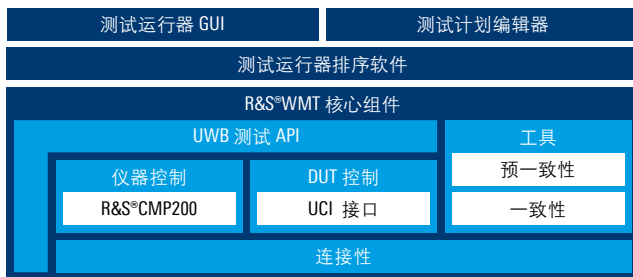 测试运行器 GUI
测试计划编辑器
测试运行器排序软件
R&S®WMT 核心组件
UWB 测试 API
工具
仪器控制
DUT 控制
预一致性
R&S®CMP200
UCI 接口
一致性
连接性